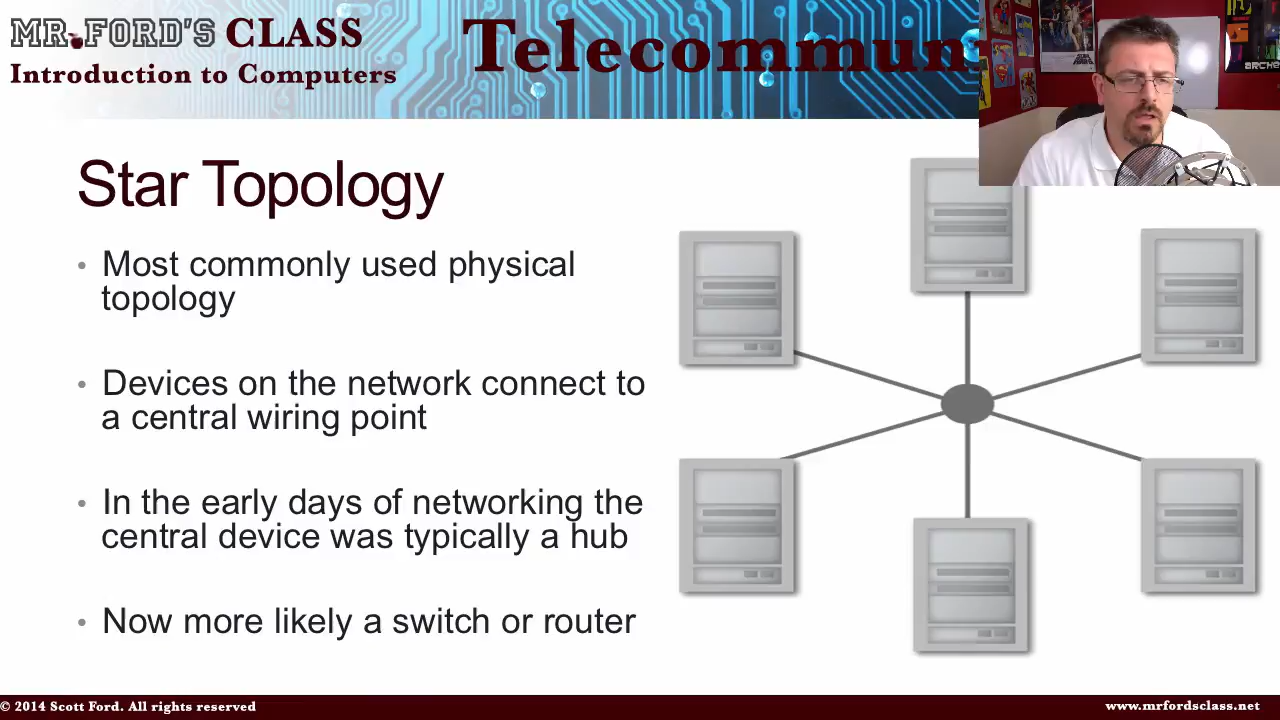 MR.FORD'S CLASS
Introduction to Computers
Star Topology
• Most commonly used physical
topology
• Devices on the network connect to
a central wiring point
• In the early days of networking the
central device was typically a hub
• Now more likely a switch or router
© 2014 Scott Ford. All rights reserved
www.mrfordsclass.net